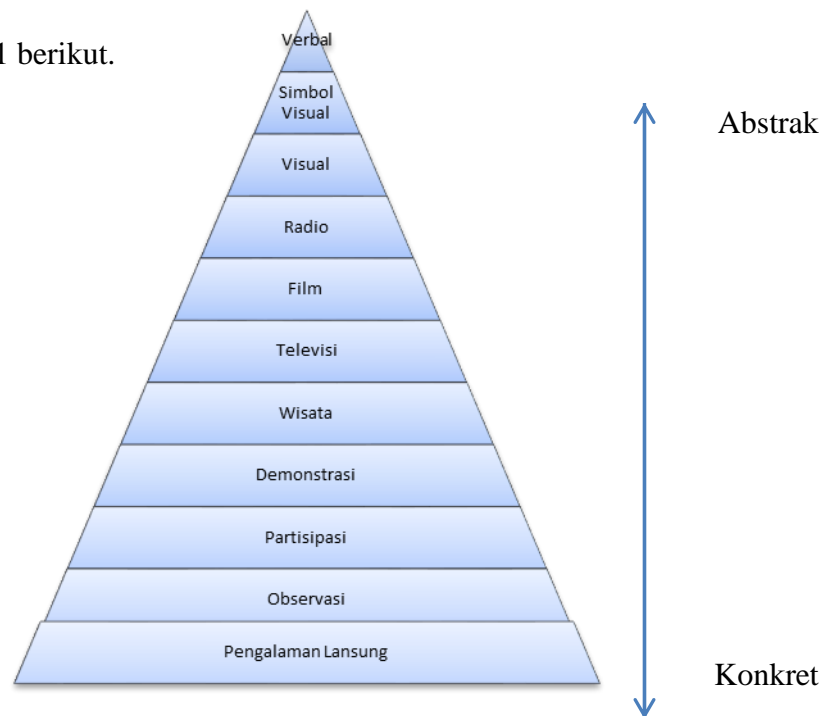 1 berikut.
Verbal
Simbol
Visual
Abstrak
Visual
Radio
Film
Televisi
Wisata
Demonstrasi
Partisipasi
Observasi
Pengalaman Lansung
Konkret